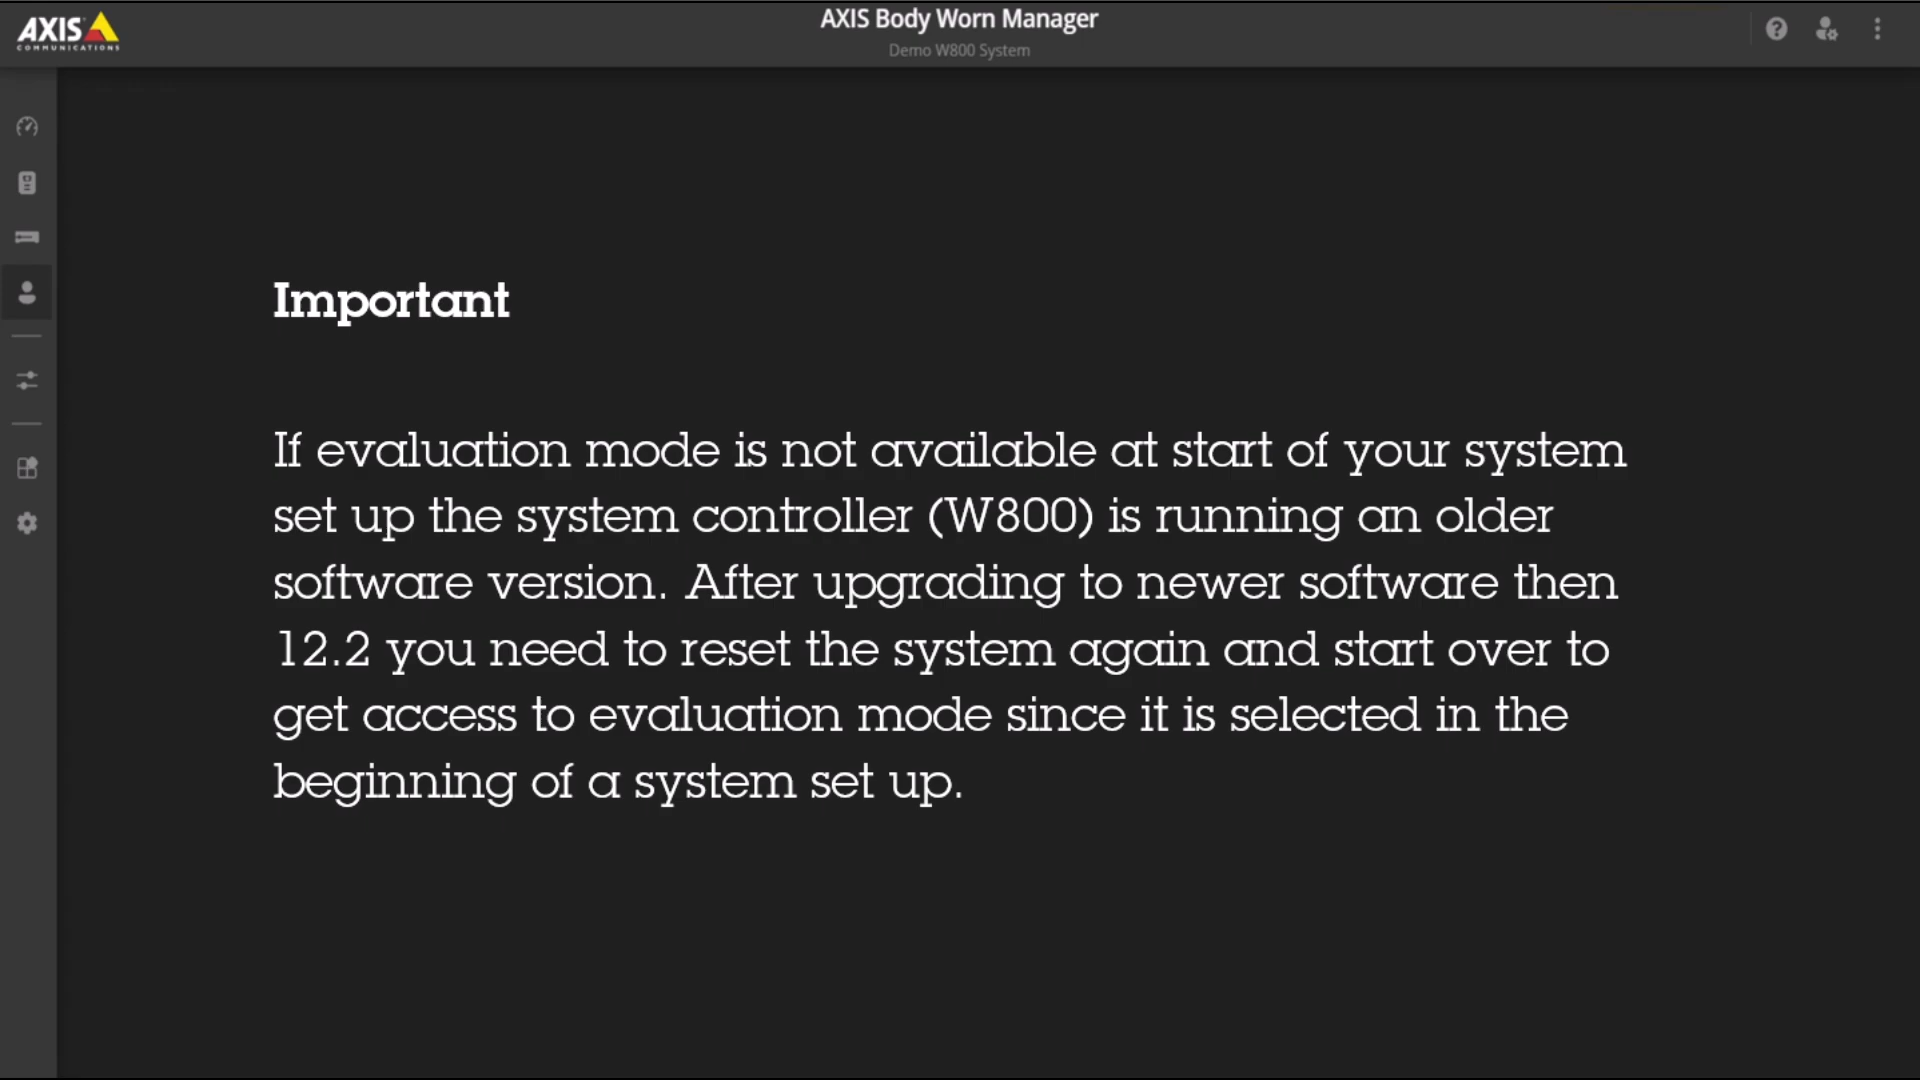 AXIS
COMMUNICATIONS
AXIS Body Worn Manager
Demo W800 System
Important
If evaluation mode is not available at start of your system
set up the system controller (W800) is running an older
software version. After upgrading to newer software then
12.2 you need to reset the system again and start over to
get access to evaluation mode since it is selected in the
beginning of a system set up.